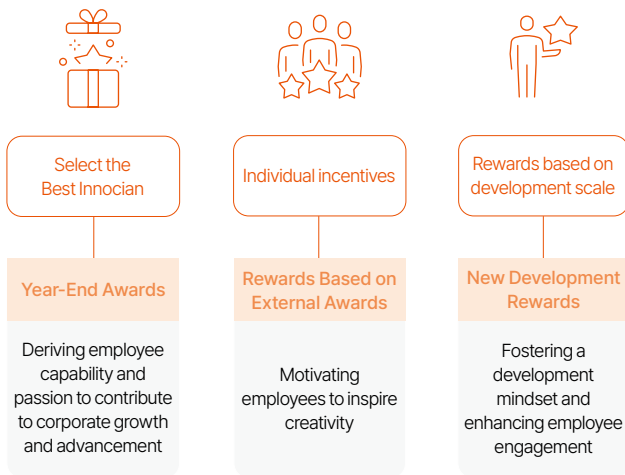 Select the
Best Innocian
Individual incentives
Rewards based on
development scale
Year-End Awards
Rewards Based on
External Awards
New Development
Rewards
Deriving employee
capability and
passion to contribute
to corporate growth
and advancement
Motivating
employees to inspire
creativity
Fostering a
development
mindset and
enhancing employee
engagement